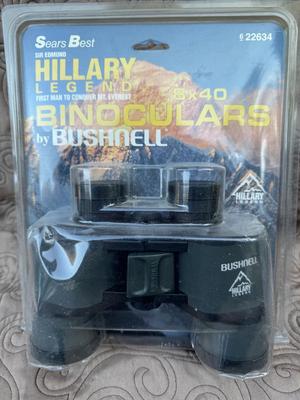 Sears Best
6 22634
SIR EDMUND
HILLARY
LEGEND
FIRST MAN TO CONQUER MT. EVEREST
8x40
BINOCULARS
by BUSHNELL
HILLARY
LEGEND
BUSHNELL
HILLARY
LEGEND